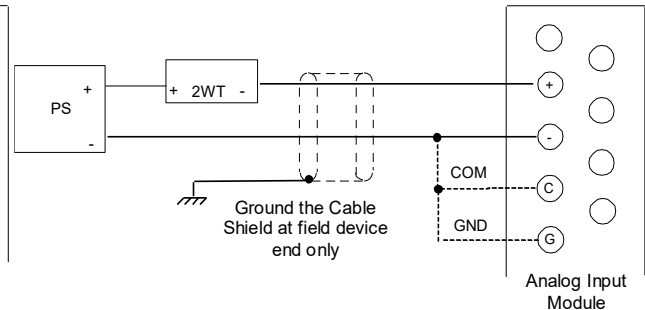 + + 2WT - +
PS
- -
COM C
Ground the Cable
Shield at field device
end only
GND G
Analog Input
Module